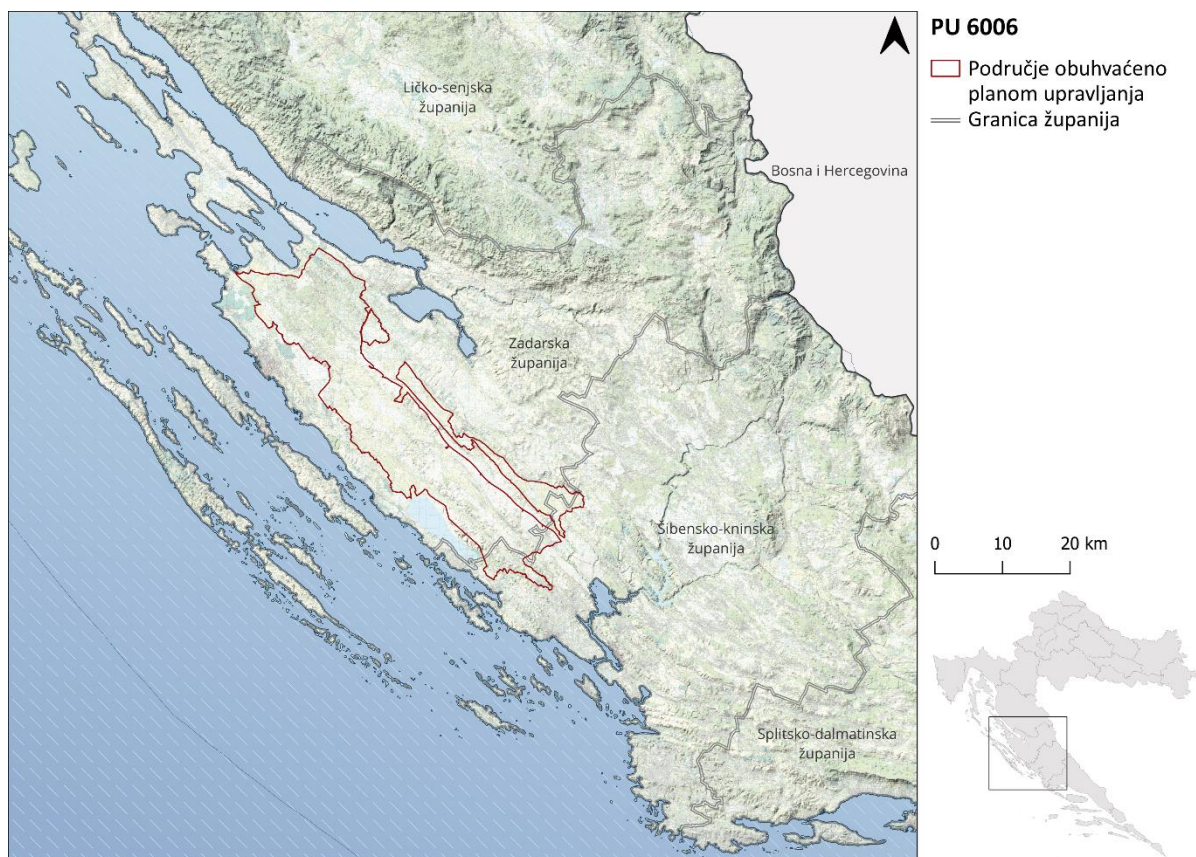 PU 6006
Područje obuhvaćeno
planom upravljanja
Granica županija
Ličko-senjska
županija
Bosna i Hercegovina
Zadarska
županija
Šibensko-kninska
županija
Splitsko-dalmatinska
županija
0 10 20 km